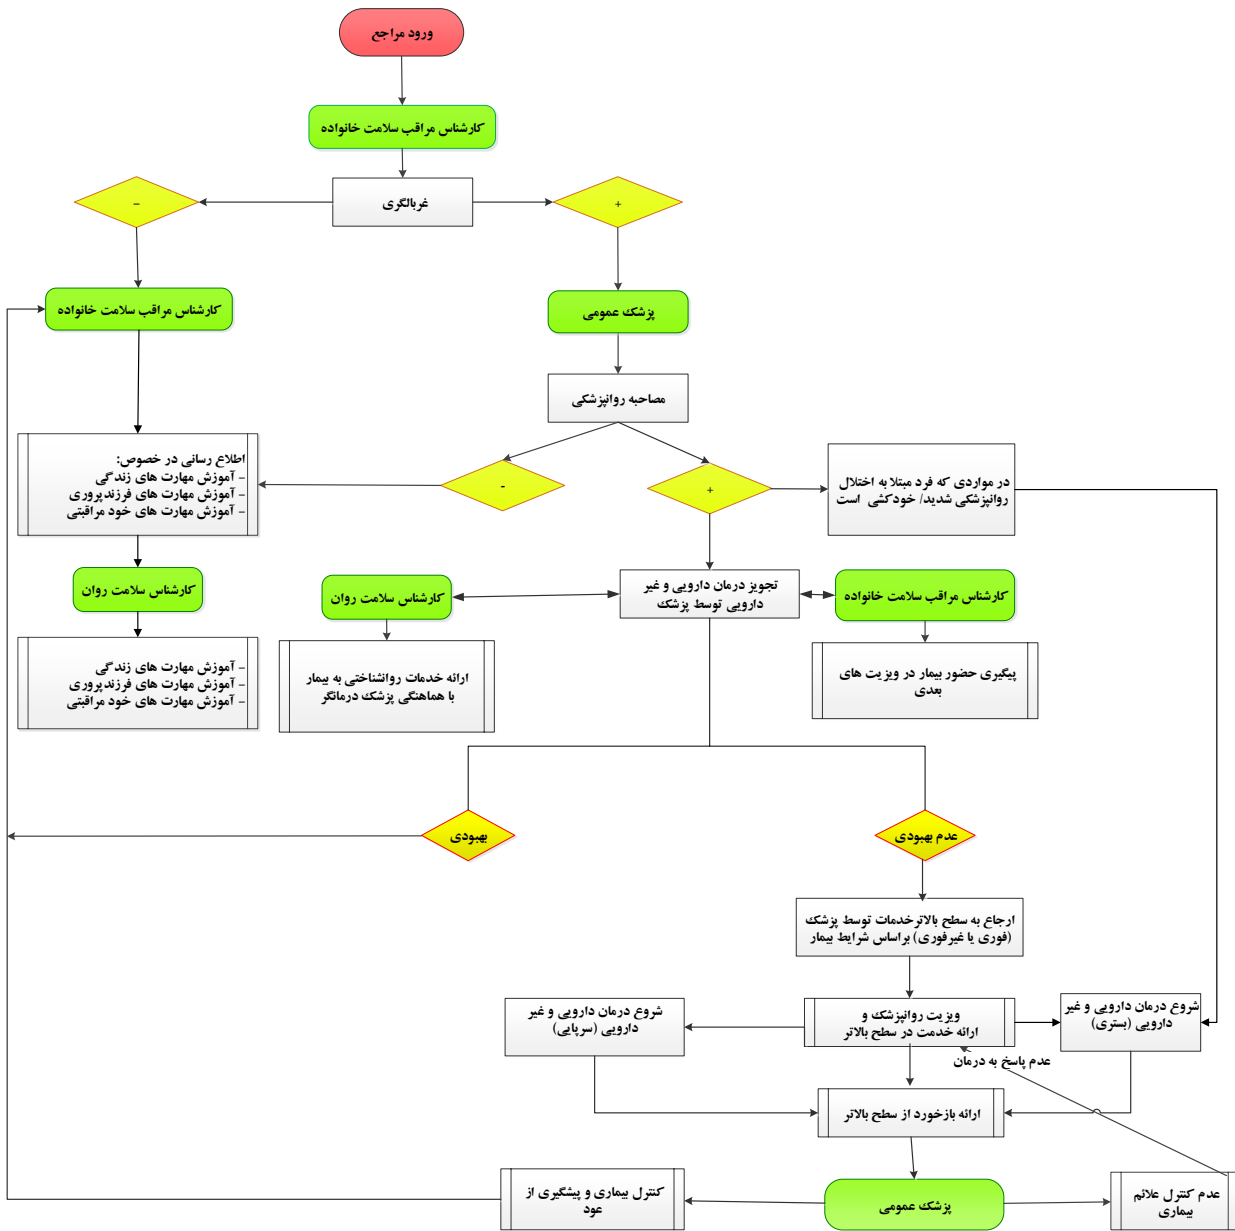 ورود مراجع
کارشناس مراقب سلامت خانواده
غربالگری
+
–
کارشناس مراقب سلامت خانواده
پزشک عمومی
مصاحبه روانپزشکی
اطلاع رسانی در خصوص:
– آموزش مهارت های زندگی
– آموزش مهارت های فرزندپروری
– آموزش مهارت های خود مراقبتی
-
+
در مواردی که فرد مبتلا به اختلال
روانپزشکی شدید/ خودکشی است
کارشناس سلامت روان
کارشناس سلامت روان
تجویز درمان دارویی و غیر
دارویی توسط پزشک
کارشناس مراقب سلامت خانواده
– آموزش مهارت های زندگی
– آموزش مهارت های فرزندپروری
– آموزش مهارت های خود مراقبتی
ارائه خدمات روانشناختی به بیمار
با هماهنگی پزشک درمانگر
پیگیری حضور بیمار در ویزیت های
بعدی
بهبودی
عدم بهبودی
ارجاع به سطح بالاترخدمات توسط پزشک
(فوری یا غیرفوری) براساس شرایط بیمار
شروع درمان دارویی و غیر
دارویی (سرپایی)
ویزیت روانپزشک و
ارائه خدمت در سطح بالاتر
شروع درمان دارویی و غیر
دارویی (بستری)
عدم پاسخ به درمان
ارائه بازخورد از سطح بالاتر
کنترل بیماری و پیشگیری از
عود
پزشک عمومی
عدم کنترل علائم
بیماری